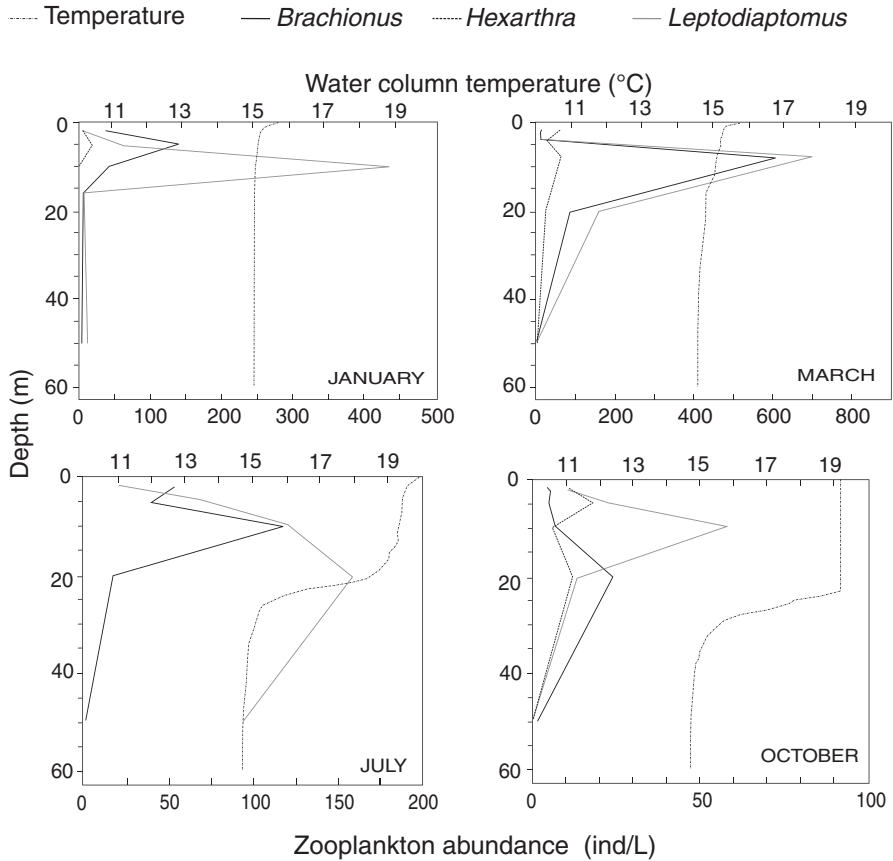 Temperature Brachionus Hexarthra Leptodiaptomus
Water column temperature (°C)
11 13 15 17 19
0
20
40
60
JANUARY
0 100 200 300 400 500
11 13 15 17 19
0
20
40
60
MARCH
0 200 400 600 800
Depth (m)
11 13 15 17 19
0
20
40
60
JULY
0 50 100 150 200
11 13 15 17 19
0
20
40
60
OCTOBER
0 50 100
Zooplankton abundance (ind/L)